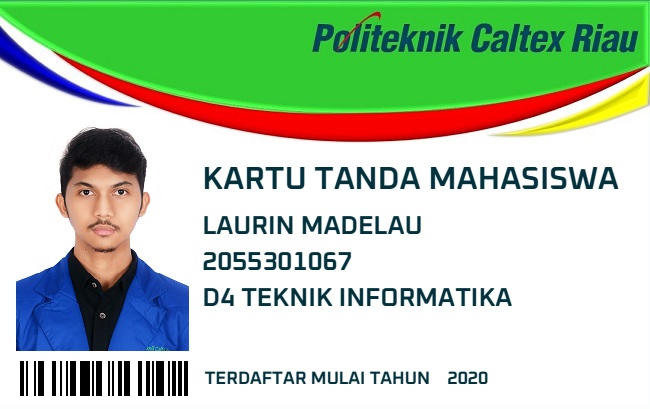 Politeknik Caltex Riau
KARTU TANDA MAHASISWA
LAURIN MADELAU
2055301067
D4 TEKNIK INFORMATIKA
TERDAFTAR MULAI TAHUN 2020